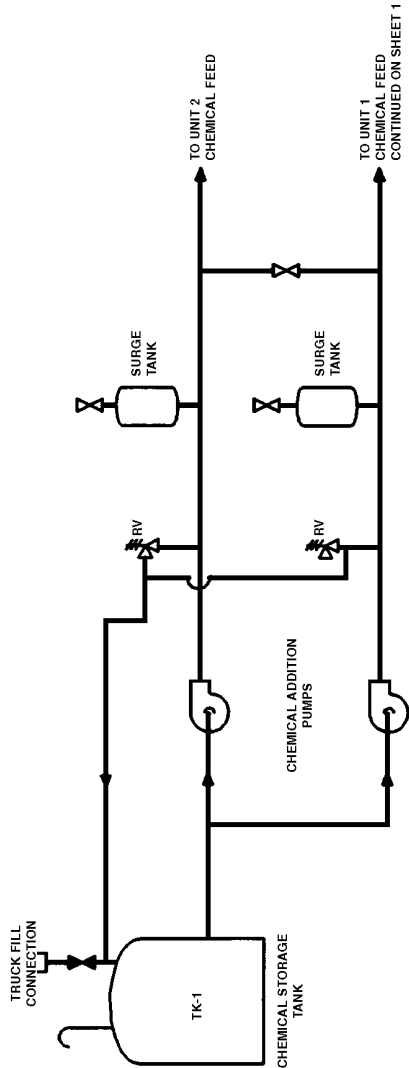 TRUCK FILL
CONNECTION
TK-1
CHEMICAL STORAGE
TANK
CHEMICAL ADDITION
PUMPS
RV
RV
SURGE
TANK
SURGE
TANK
TO UNIT 2
CHEMICAL FEED
TO UNIT 1
CHEMICAL FEED
CONTINUED ON SHEET 1